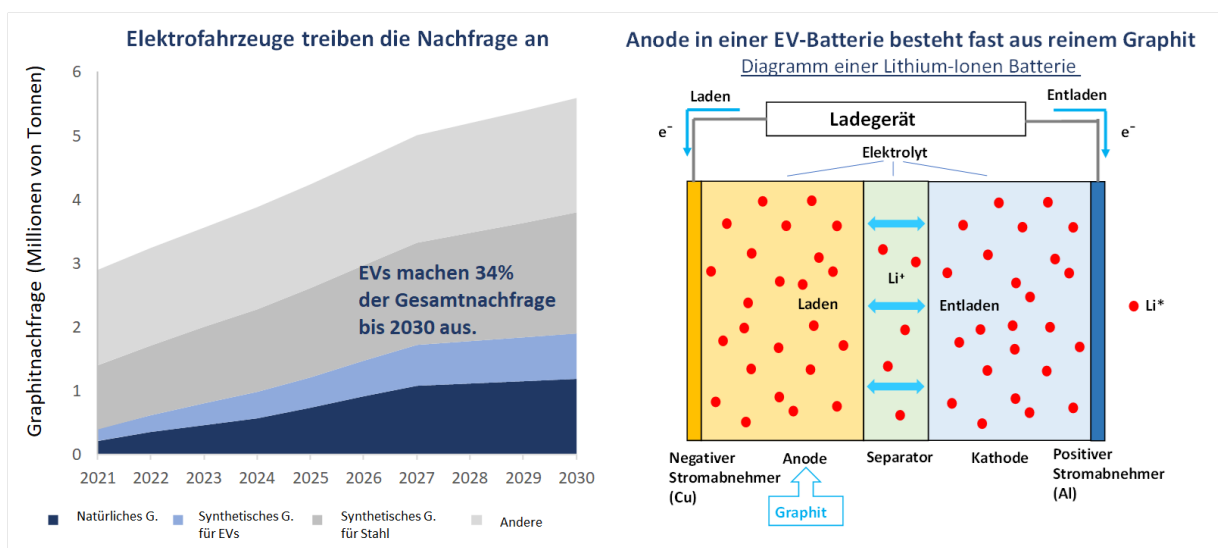 Elektrofahrzeuge treiben die Nachfrage an
Graphitnachfrage (Millionen von Tonnen)
6
5
4
3
2
1
0
EVs machen 34%
der Gesamtnachfrage
bis 2030 aus.
2021 2022 2023 2024 2025 2026 2027 2028 2029 2030
Natürliches G.
Synthetisches G.
für EVs
Synthetisches G.
für Stahl
Andere
Anode in einer EV-Batterie besteht fast aus reinem Graphit
Diagramm einer Lithium-Ionen Batterie
Laden
Entladen
e⁻
Ladegerät
e⁻
Elektrolyt
Li⁺
Laden
Entladen
Li*
Negativer
Stromabnehmer
(Cu)
Anode
Separator
Kathode
Positiver
Stromabnehmer
(Al)
Graphit